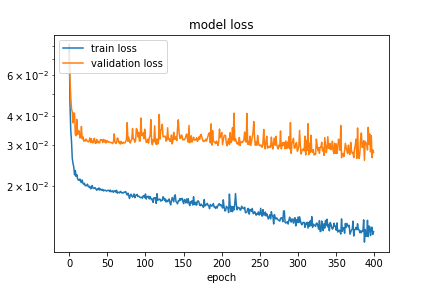 model loss
train loss
validation loss
6 × 10⁻²
4 × 10⁻²
3 × 10⁻²
2 × 10⁻²
0 50 100 150 200 250 300 350 400
epoch